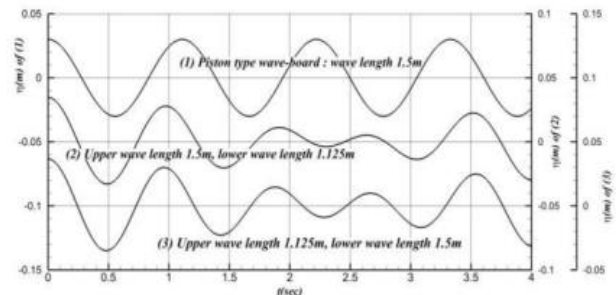 0.05
0
-0.05
-0.1
-0.15
η(m) of (1)
0 0.5 1 1.5 2 2.5 3 3.5 4
t(sec)
(1) Piston type wave-board : wave length 1.5m
(2) Upper wave length 1.5m, lower wave length 1.125m
(3) Upper wave length 1.125m, lower wave length 1.5m
0.1
0.05
0
-0.05
-0.1
η(m) of (2)
0.15
0.1
0.05
0
-0.05
η(m) of (3)